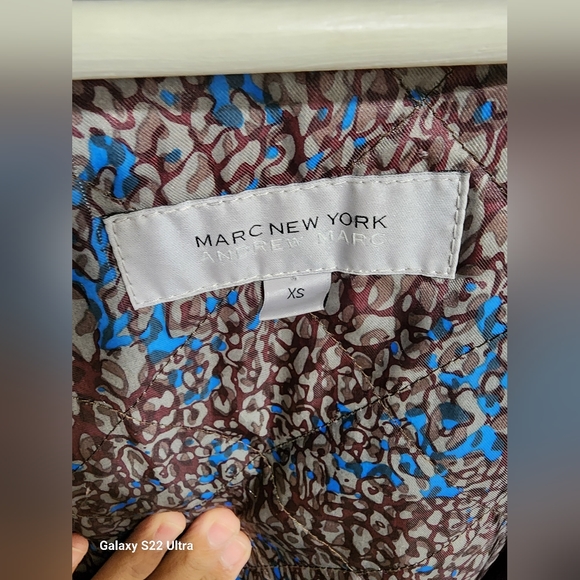 MARC NEW YORK
ANDREW MARC
XS
Galaxy S22 Ultra